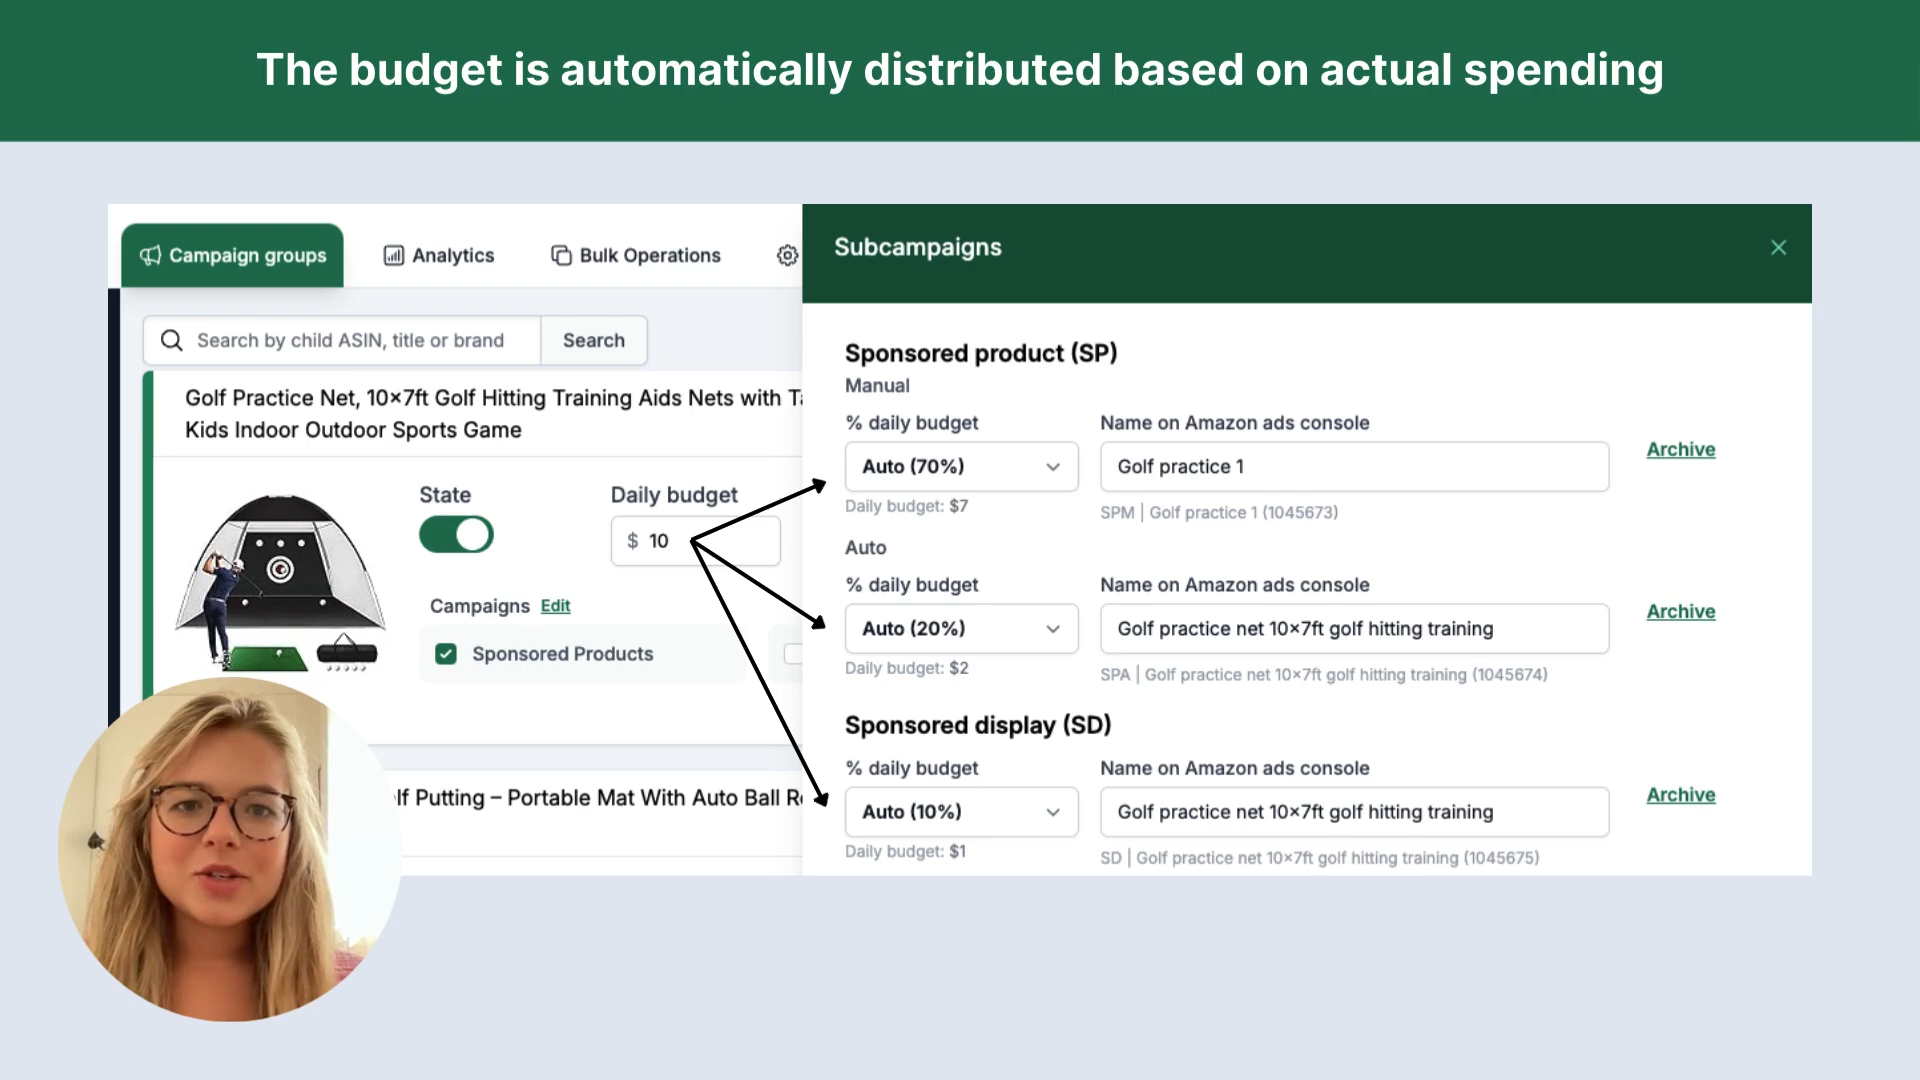 The budget is automatically distributed based on actual spending
Campaign groups
Analytics
Bulk Operations
Search by child ASIN, title or brand
Search
Golf Practice Net, 10×7ft Golf Hitting Training Aids Nets with
Kids Indoor Outdoor Sports Game
State
Daily budget
$ 10
Campaigns Edit
Sponsored Products
Putting – Portable Mat With Auto Ball
Subcampaigns
Sponsored product (SP)
Manual
% daily budget
Name on Amazon ads console
Auto (70%)
Golf practice 1
Archive
Daily budget: $7
SPM | Golf practice 1 (1045673)
Auto
% daily budget
Name on Amazon ads console
Auto (20%)
Golf practice net 10×7ft golf hitting training
Archive
Daily budget: $2
SPA | Golf practice net 10×7ft golf hitting training (1045674)
Sponsored display (SD)
% daily budget
Name on Amazon ads console
Auto (10%)
Golf practice net 10×7ft golf hitting training
Archive
Daily budget: $1
SD | Golf practice net 10×7ft golf hitting training (1045675)